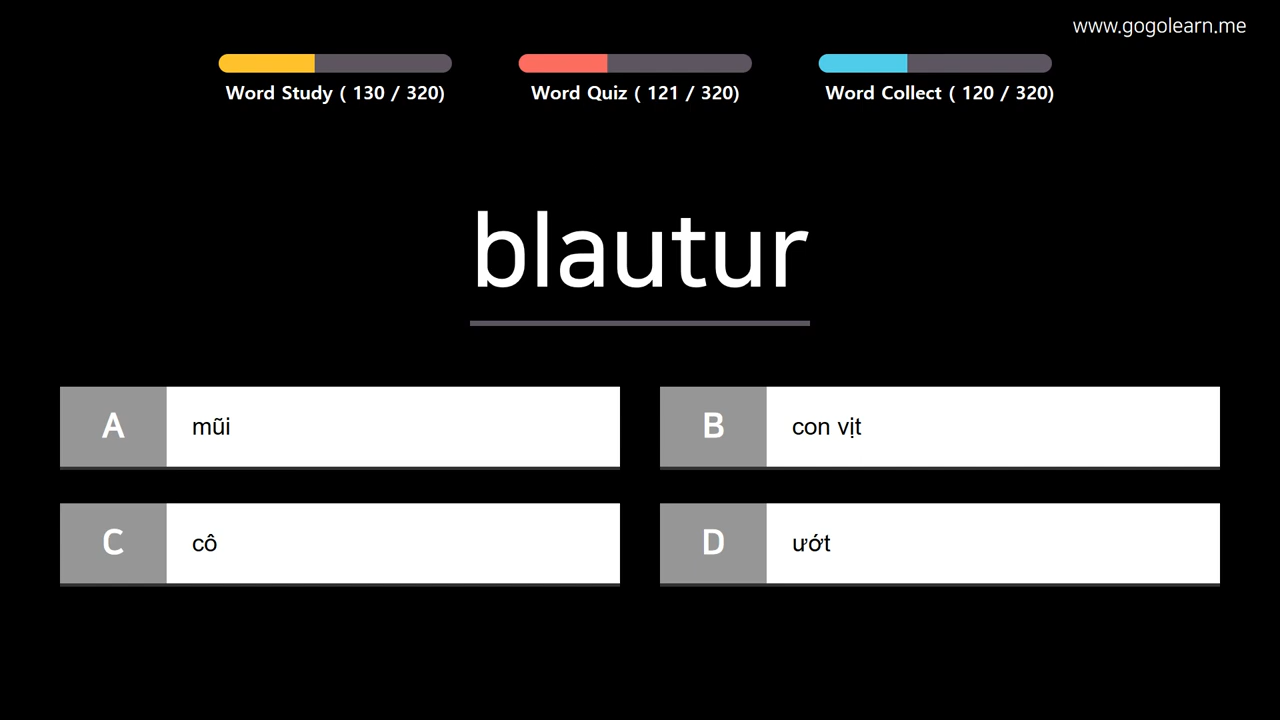 www.gogolearn.me
Word Study ( 130 / 320)
Word Quiz ( 121 / 320)
Word Collect ( 120 / 320)
blautur
A mũi
B con vịt
C cô
D ướt